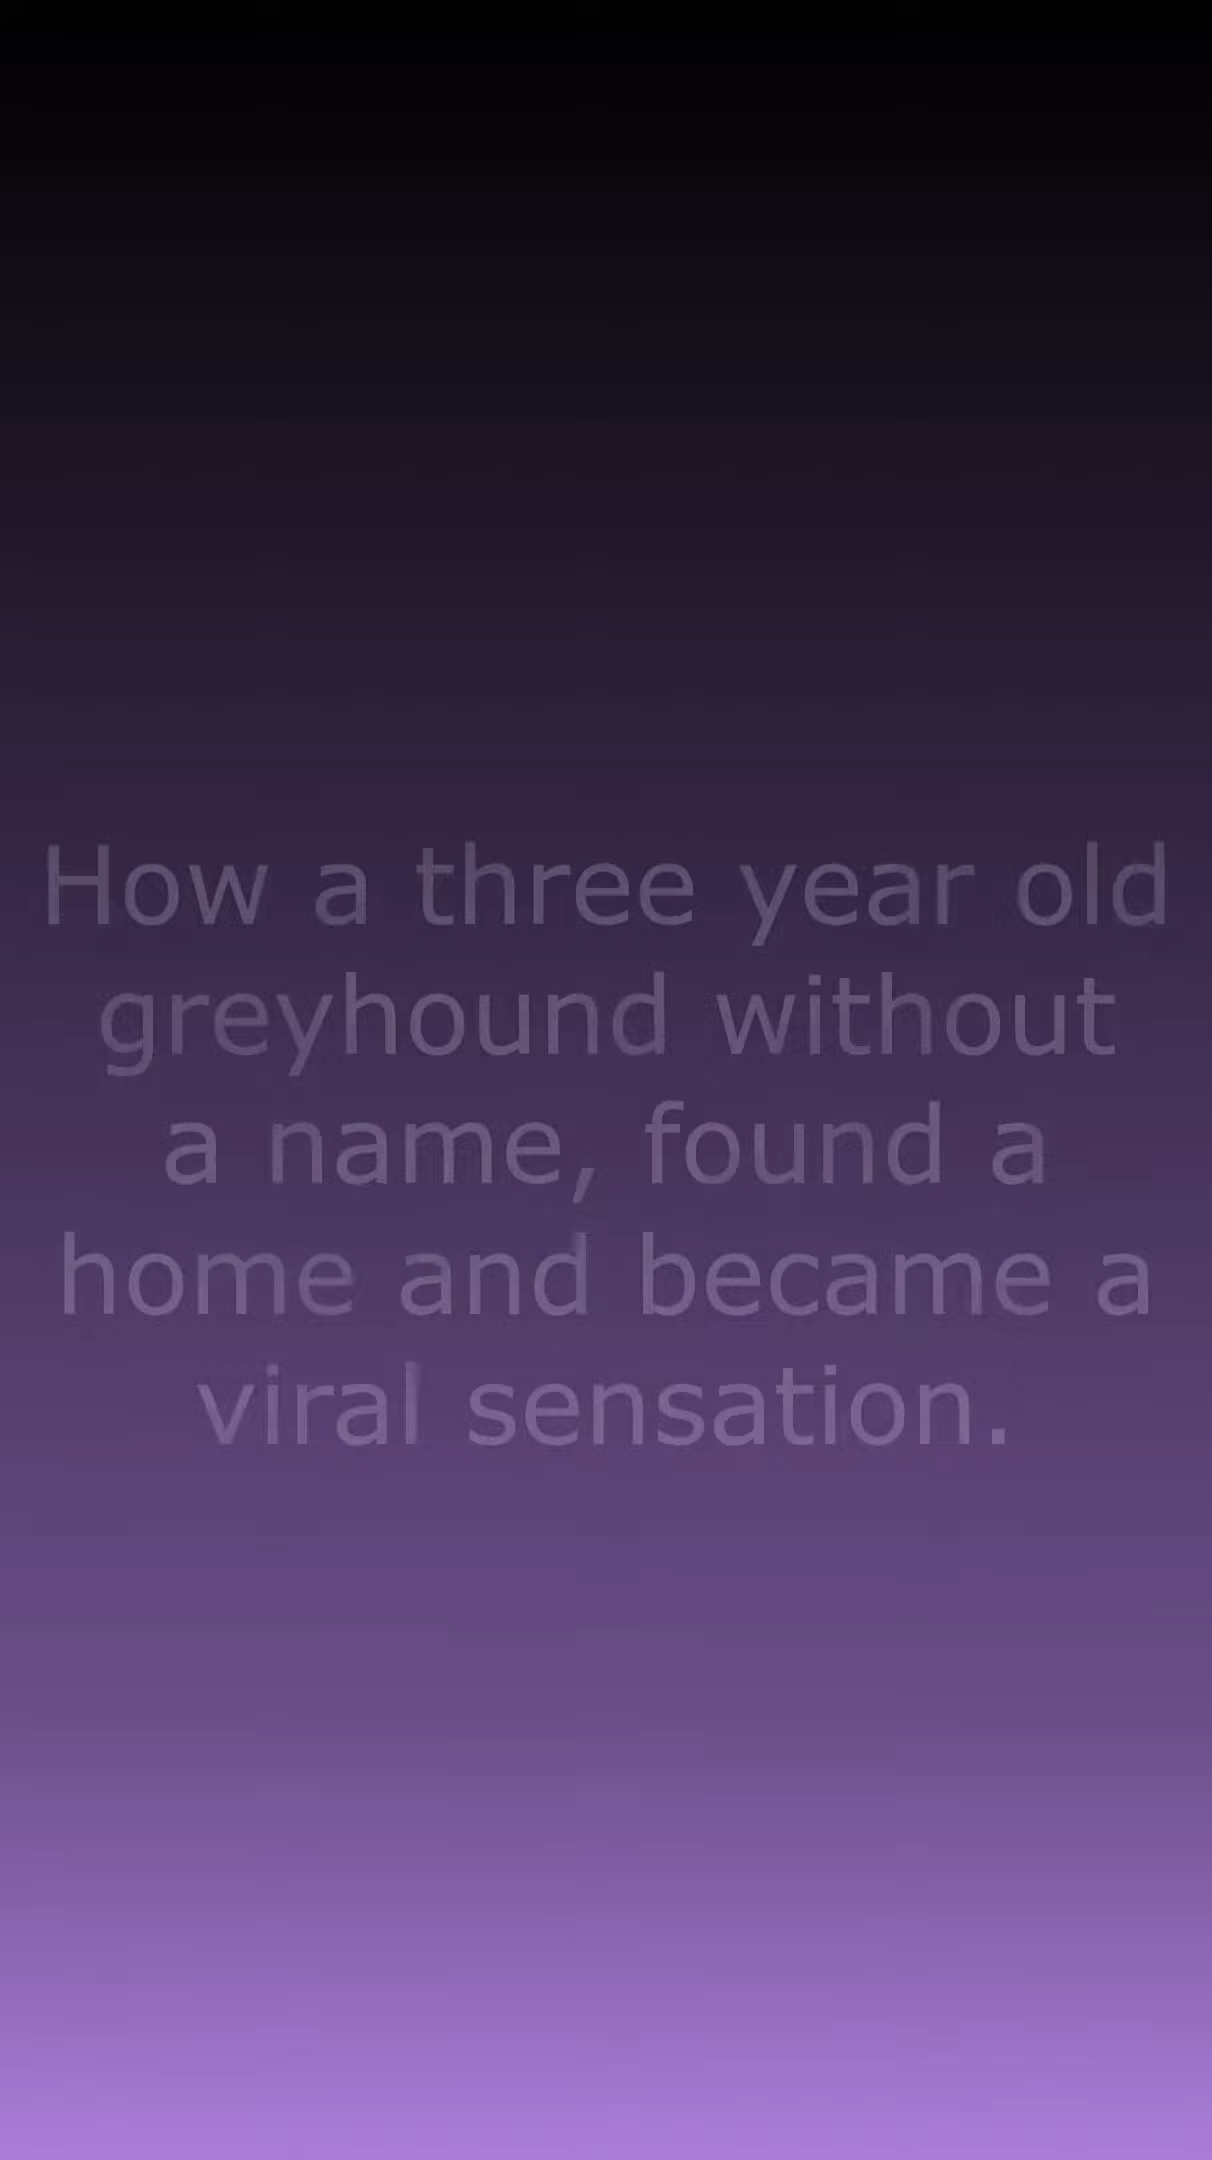 How a three year old
greyhound without
a name, found a
home and became a
viral sensation.